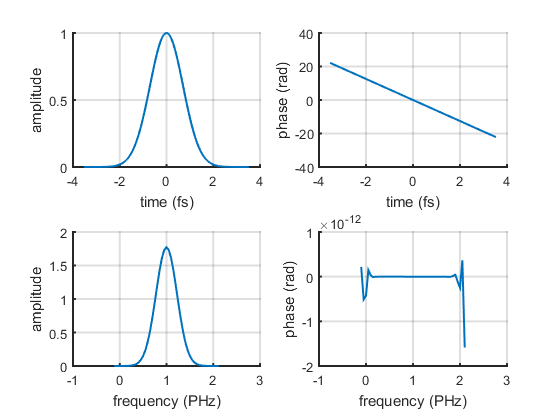 1
0.5
0
amplitude
-4 -2 0 2 4
time (fs)
40
20
0
-20
-40
phase (rad)
-4 -2 0 2 4
time (fs)
2
1.5
1
0.5
0
amplitude
-1 0 1 2 3
frequency (PHz)
×10^-12
1
0
-1
-2
phase (rad)
-1 0 1 2 3
frequency (PHz)